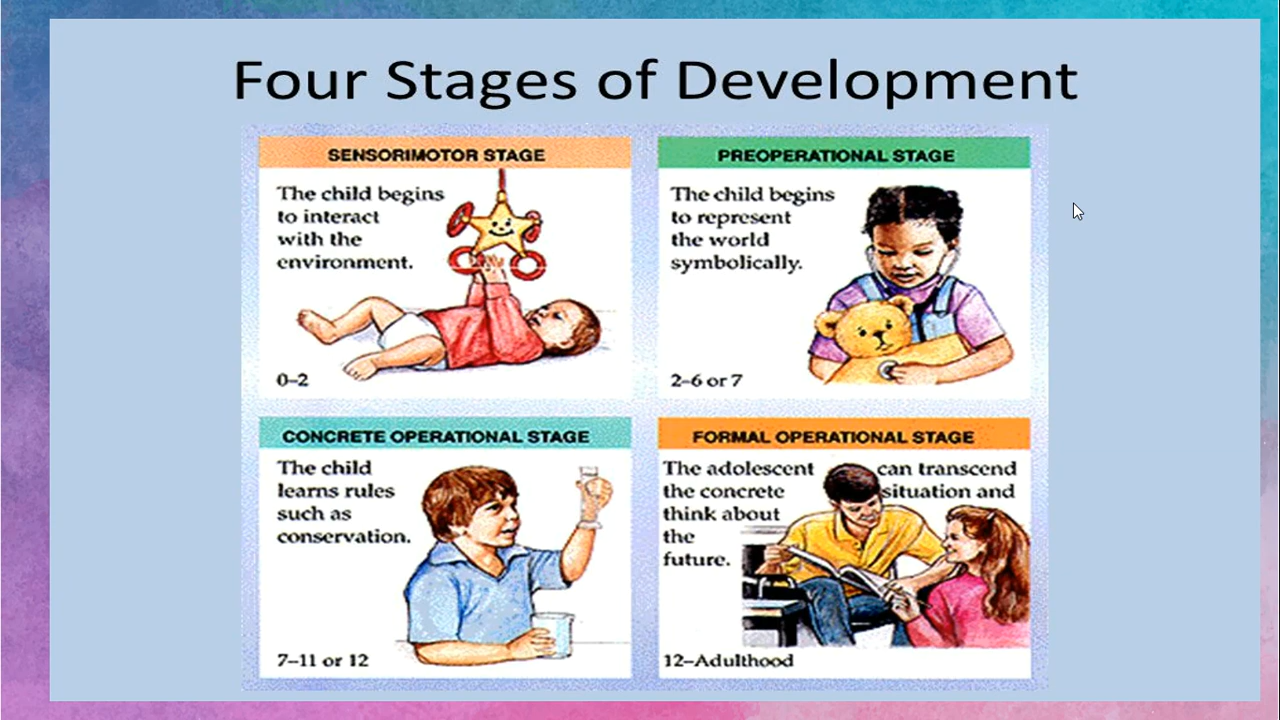 Four Stages of Development
SENSORIMOTOR STAGE
The child begins
to interact
with the
environment.
0–2
PREOPERATIONAL STAGE
The child begins
to represent
the world
symbolically.
2–6 or 7
CONCRETE OPERATIONAL STAGE
The child
learns rules
such as
conservation.
7–11 or 12
FORMAL OPERATIONAL STAGE
The adolescent can transcend
the concrete situation and
think about
the
future.
12–Adulthood